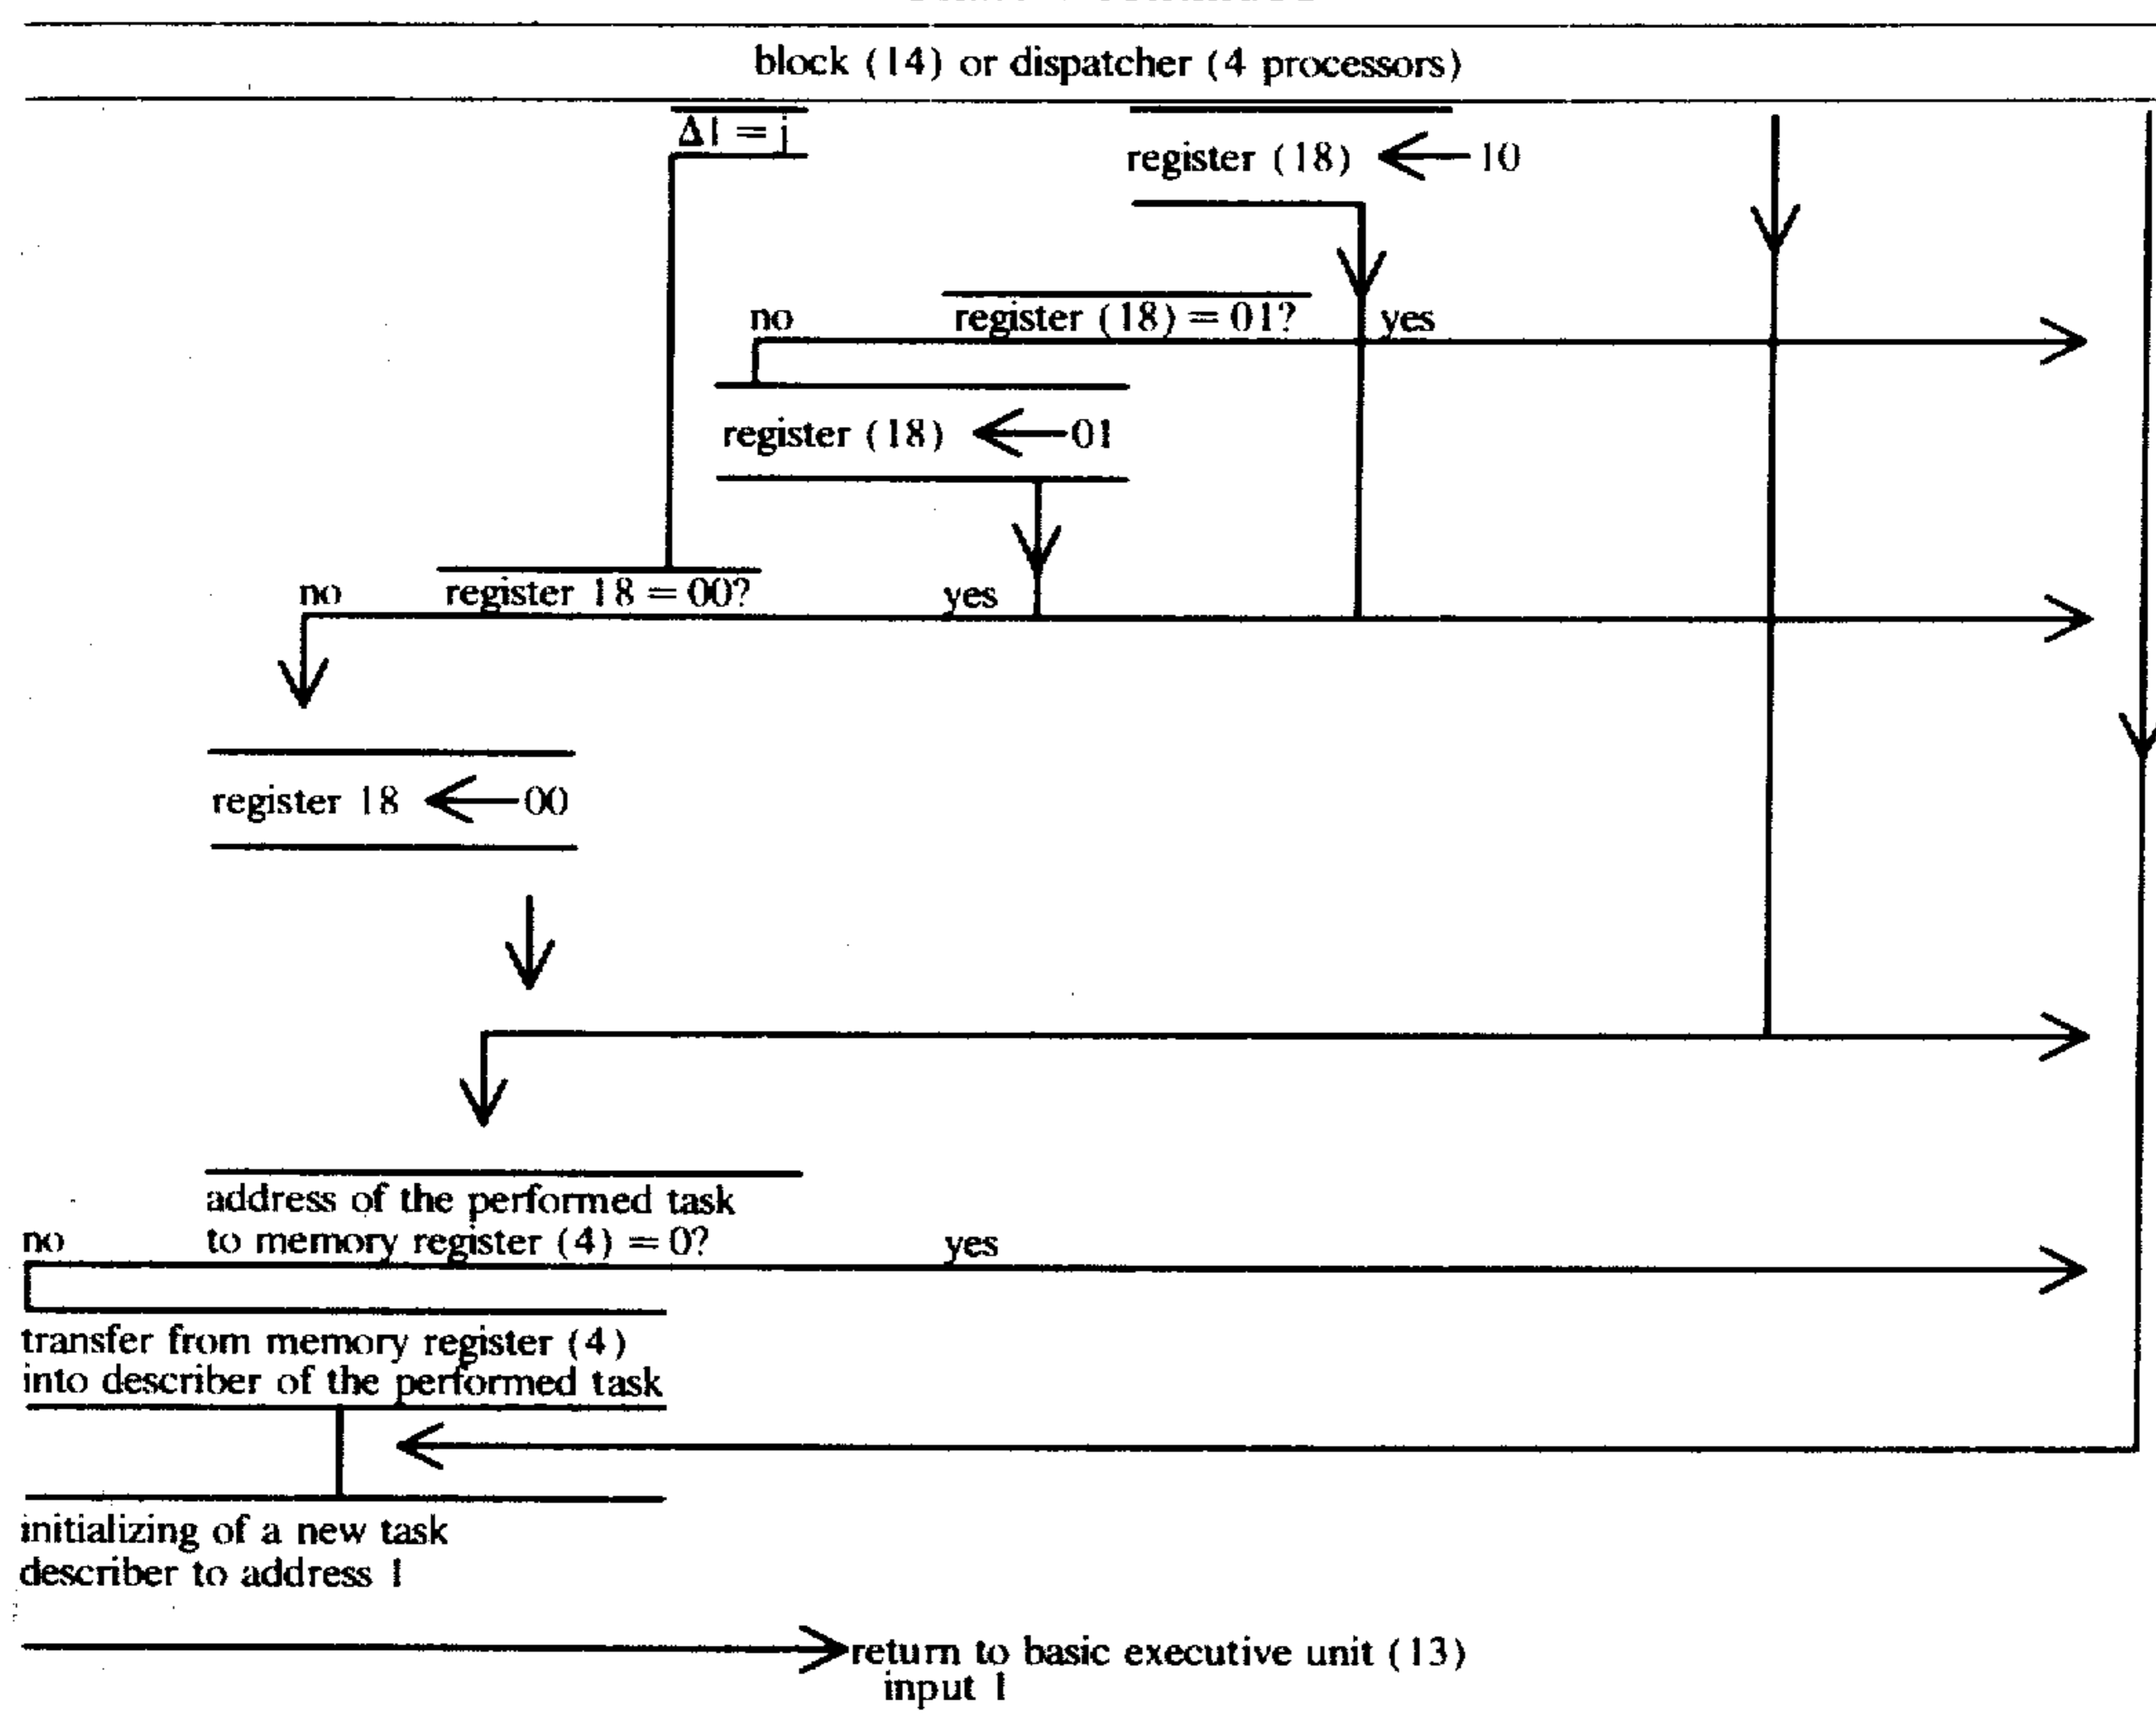 block (14) or dispatcher (4 processors)
Δ1 = j
register (18) ← 10
no register (18) = 01? yes
register (18) ← 01
no register 18 = 00? yes
register 18 ← 00
address of the performed task
no to memory register (4) = 0? yes
transfer from memory register (4)
into describer of the performed task
initializing of a new task
describer to address 1
return to basic executive unit (13)
input 1